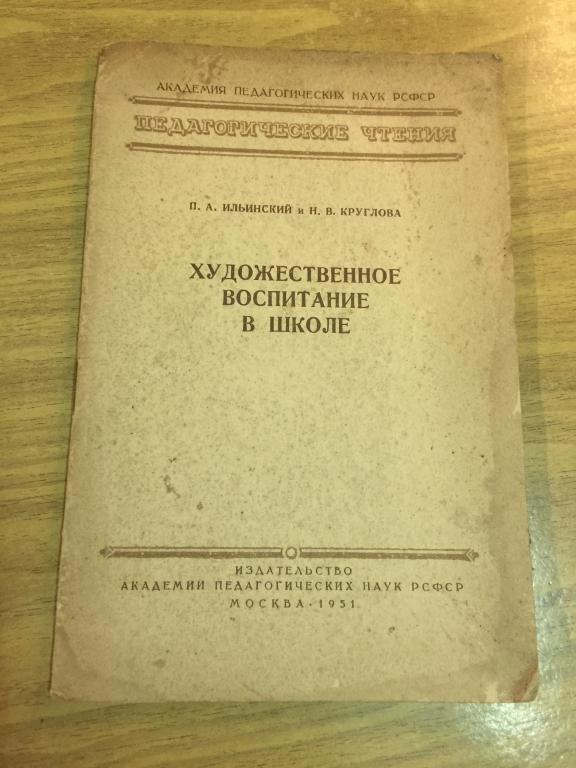 АКАДЕМИЯ ПЕДАГОГИЧЕСКИХ НАУК РСФСР
ПЕДАГОГИЧЕСКИЕ ЧТЕНИЯ
П. А. ИЛЬИНСКИЙ и Н. В. КРУГЛОВА
ХУДОЖЕСТВЕННОЕ
ВОСПИТАНИЕ
В ШКОЛЕ
ИЗДАТЕЛЬСТВО
АКАДЕМИИ ПЕДАГОГИЧЕСКИХ НАУК РСФСР
МОСКВА · 1951